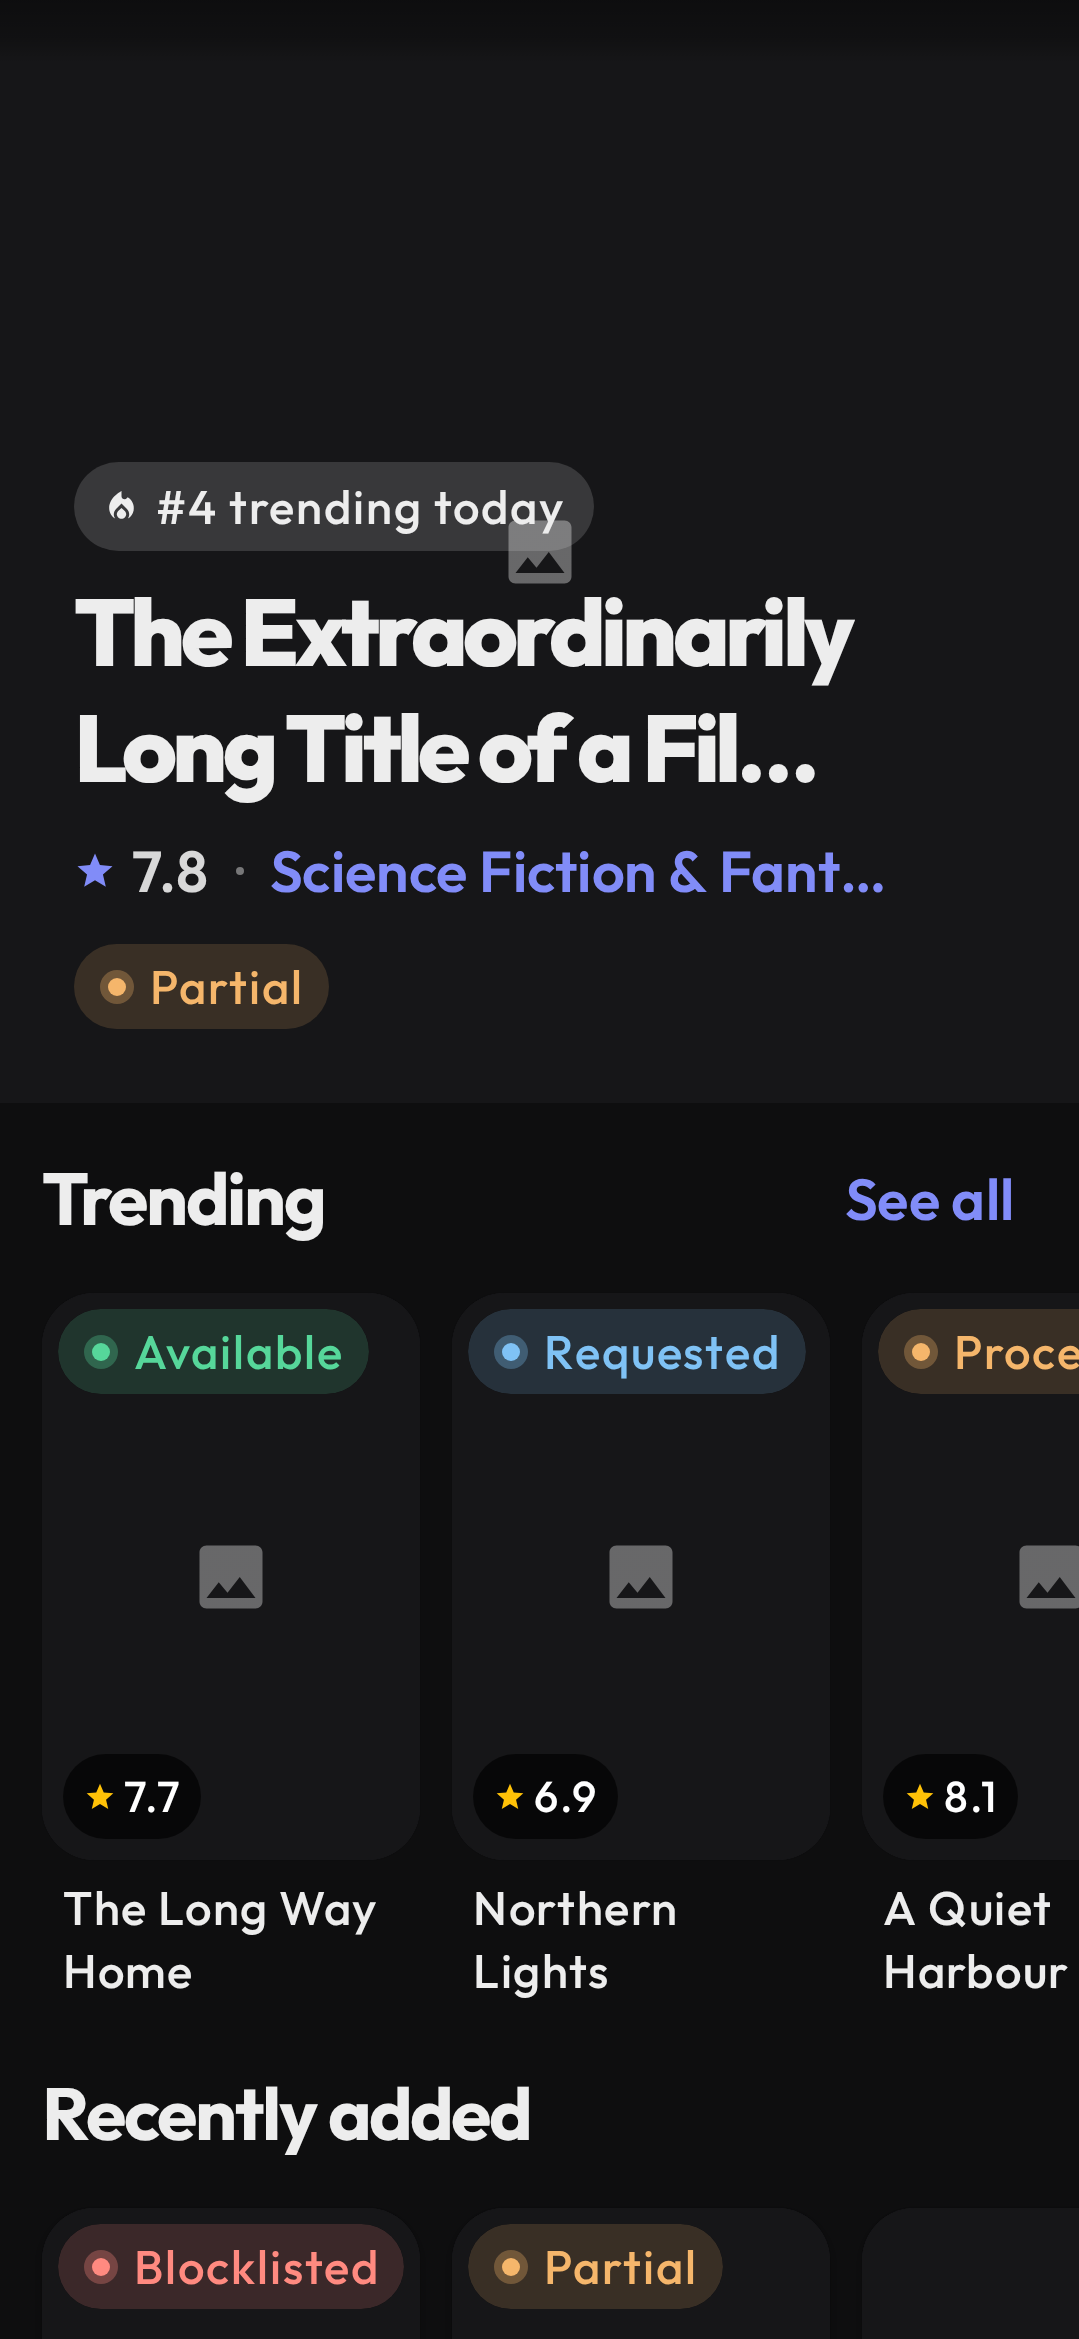 #4 trending today
The Extraordinarily
Long Title of a Fil...
7.8 · Science Fiction & Fant...
Partial
Trending
See all
Available
Requested
Proce
7.7
6.9
8.1
The Long Way
Home
Northern
Lights
A Quiet
Harbour
Recently added
Blocklisted
Partial